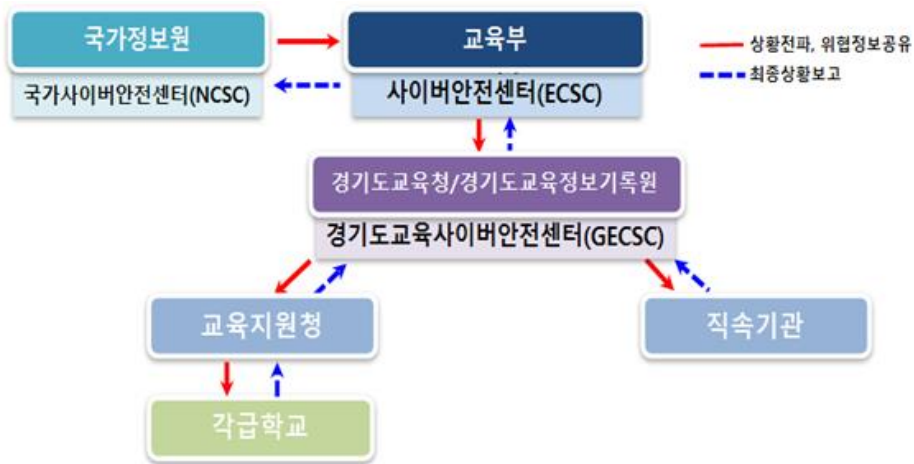 국가정보원
국가사이버안전센터(NCSC)
교육부
사이버안전센터(ECSC)
상황전파, 위협정보공유
최종상황보고
경기도교육청/경기도교육정보기록원
경기도교육사이버안전센터(GECSC)
교육지원청
직속기관
각급학교